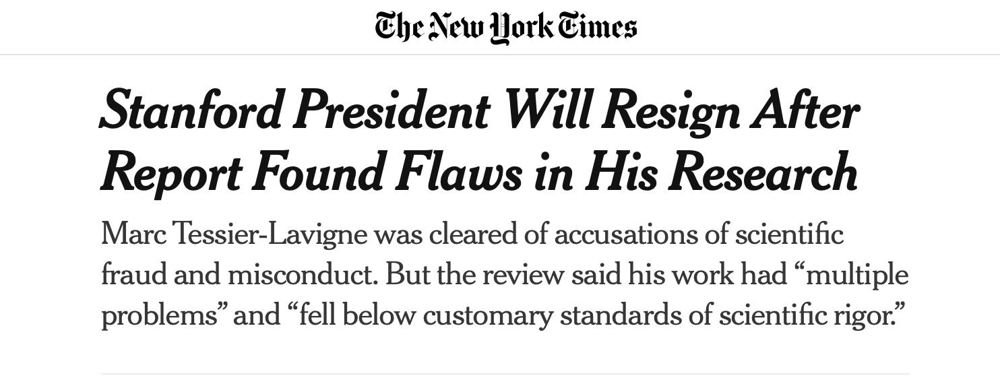 The New York Times
Stanford President Will Resign After
Report Found Flaws in His Research
Marc Tessier-Lavigne was cleared of accusations of scientific
fraud and misconduct. But the review said his work had “multiple
problems” and “fell below customary standards of scientific rigor.”